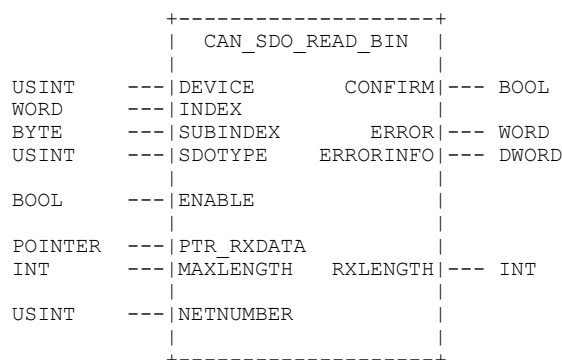 CAN_SDO_READ_BIN
USINT ---|DEVICE CONFIRM|--- BOOL
WORD ---|INDEX
BYTE ---|SUBINDEX ERROR|--- WORD
USINT ---|SDOTYPE ERRORINFO|--- DWORD
BOOL ---|ENABLE
POINTER ---|PTR_RXDATA
INT ---|MAXLENGTH RXLENGTH|--- INT
USINT ---|NETNUMBER